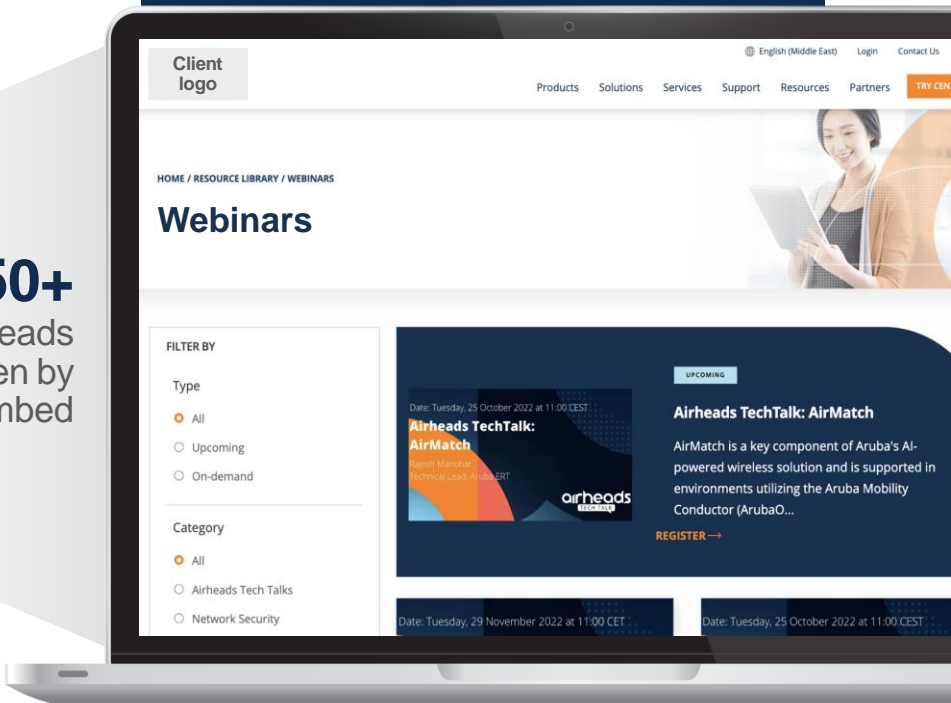 Client
logo
English (Middle East) Login Contact Us
Products Solutions Services Support Resources Partners TRY CEN
HOME / RESOURCE LIBRARY / WEBINARS
Webinars
50+
eads
en by
mbed
FILTER BY
Type
All
Upcoming
On-demand
Category
All
Airheads Tech Talks
Network Security
Date: Tuesday, 25 October 2022 at 11:00 CEST
Airheads TechTalk:
AirMatch
Rajesh Manohar,
Technical Lead, Aruba ERT
airheads
TECH TALK
UPCOMING
Airheads TechTalk: AirMatch
AirMatch is a key component of Aruba's AI-
powered wireless solution and is supported in
environments utilizing the Aruba Mobility
Conductor (ArubaO...
REGISTER →
Date: Tuesday, 29 November 2022 at 11:00 CET
Date: Tuesday, 25 October 2022 at 11:00 CEST